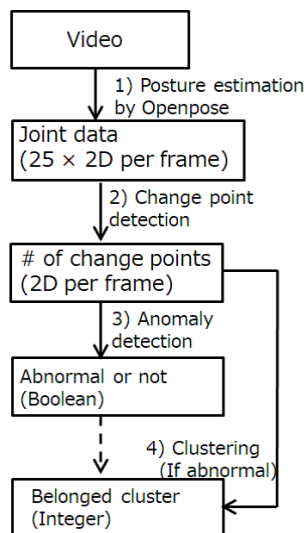 Video
1) Posture estimation
by Openpose
Joint data
(25 × 2D per frame)
2) Change point
detection
# of change points
(2D per frame)
3) Anomaly
detection
Abnormal or not
(Boolean)
4) Clustering
(If abnormal)
Belonged cluster
(Integer)